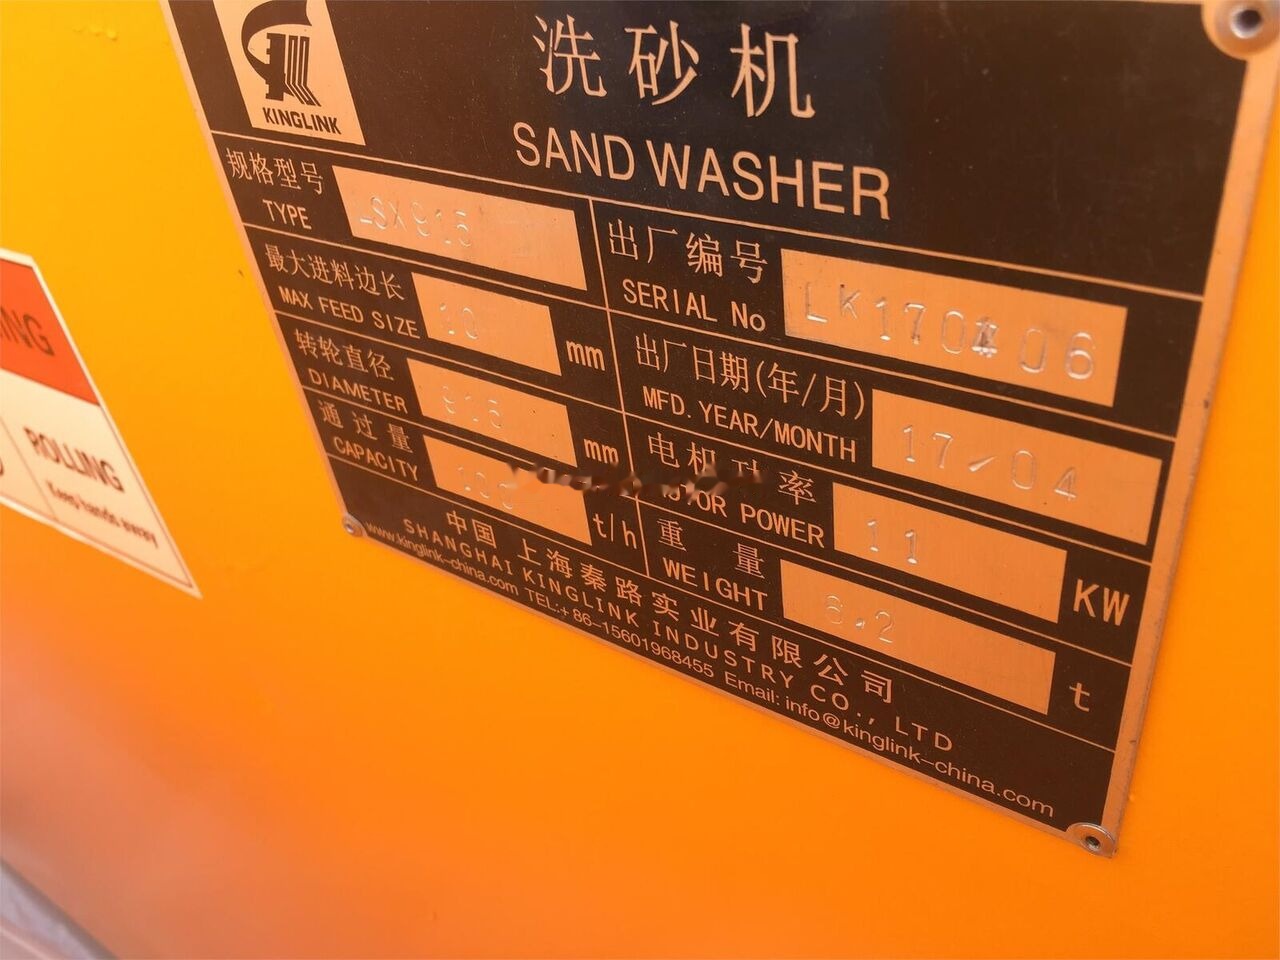 KINGLINK
洗砂机
SAND WASHER
规格型号
TYPE
LSX915
出厂编号
SERIAL No
最大进料边长
MAX FEED SIZE
10
mm
出厂日期(年/月)
MFD. YEAR/MONTH
17/04
转轮直径
DIAMETER
915
mm
电机功率
MOTOR POWER
11
KW
通过量
CAPACITY
t/h
重量
WEIGHT
t
中国 上海秦路实业有限公司
SHANGHAI KINGLINK INDUSTRY CO., LTD
www.kinglink-china.com TEL:+86-15601968455 Email: info@kinglink-china.com
ROLLING
Keep hands away